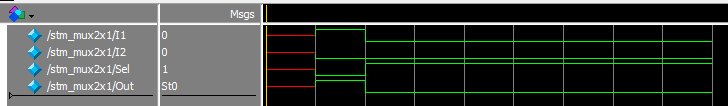 Msgs
/stm_mux2x1/I1 0
/stm_mux2x1/I2 0
/stm_mux2x1/Sel 1
/stm_mux2x1/Out St0